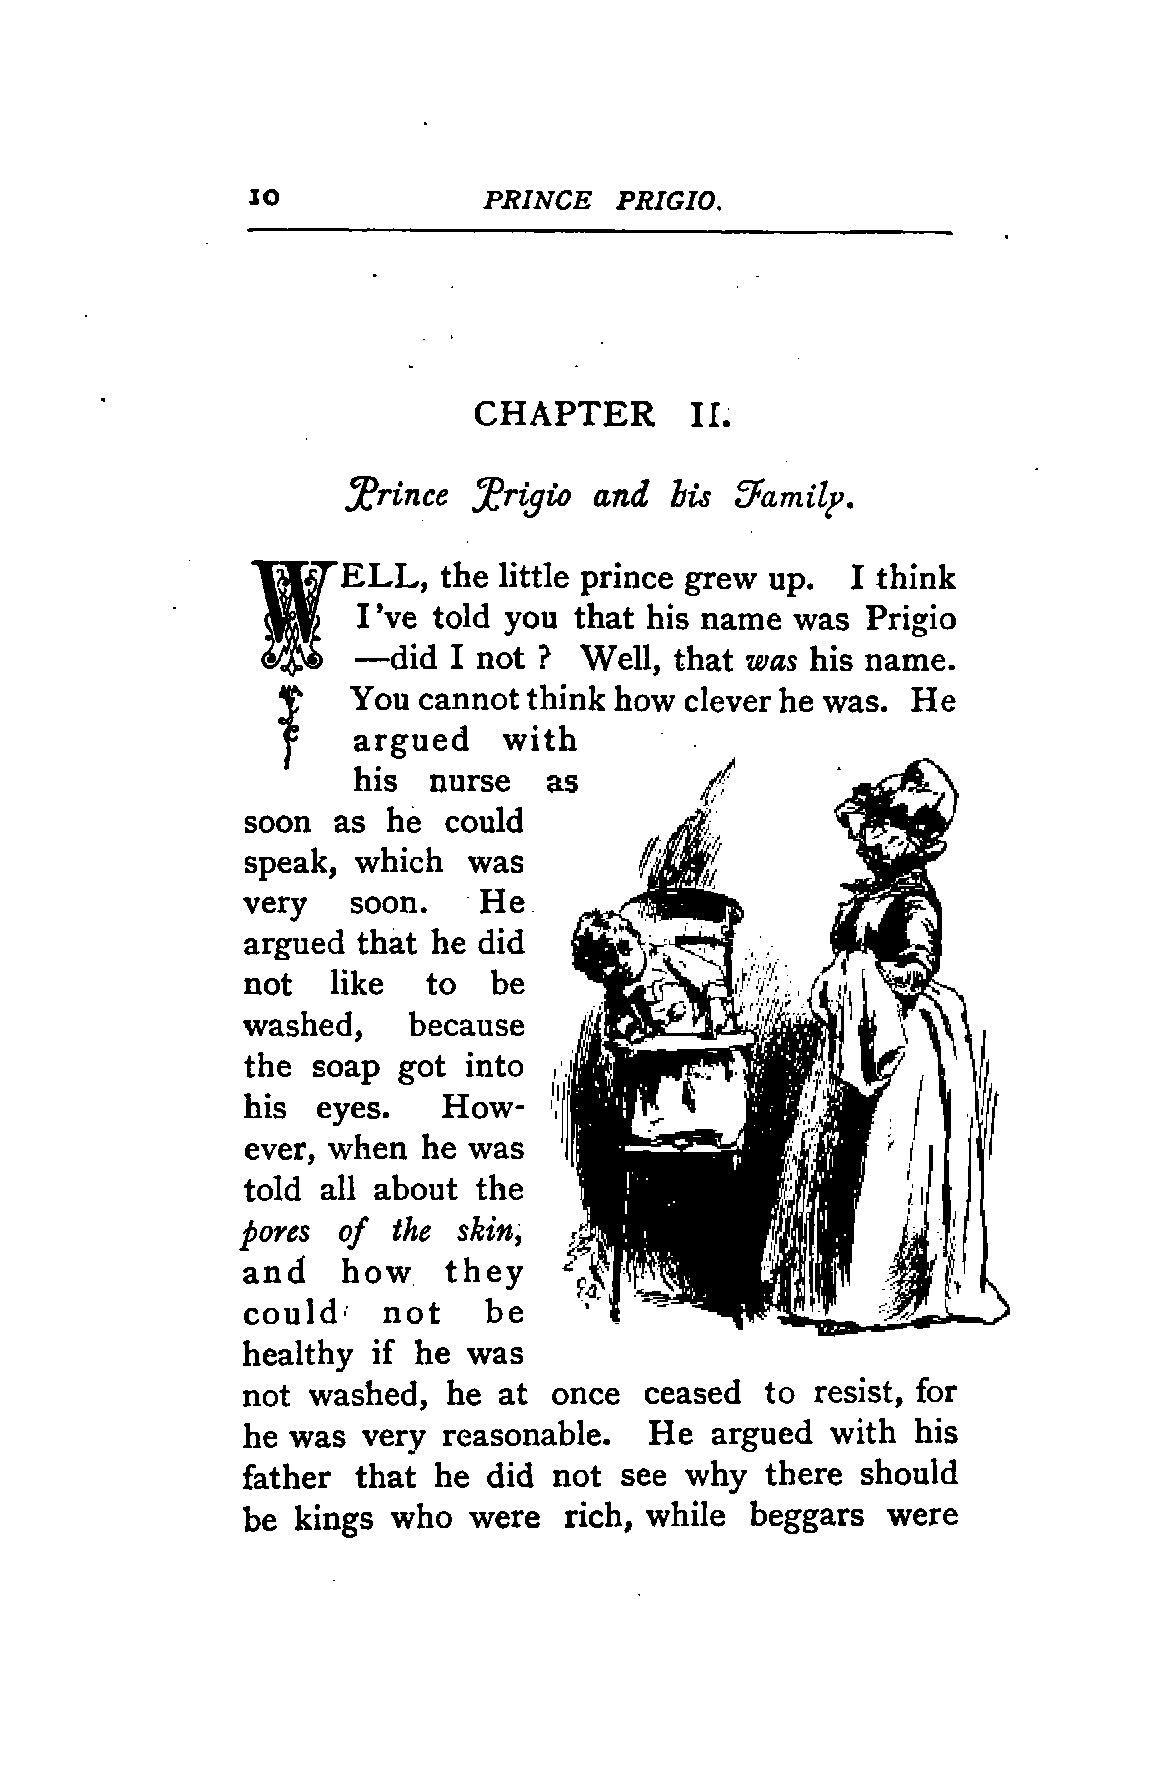 10 PRINCE PRIGIO.
CHAPTER II.
Prince Prigio and his Family.
WELL, the little prince grew up. I think
I've told you that his name was Prigio
—did I not ? Well, that was his name.
You cannot think how clever he was. He
argued with
his nurse as
soon as he could
speak, which was
very soon. He
argued that he did
not like to be
washed, because
the soap got into
his eyes. How-
ever, when he was
told all about the
pores of the skin,
and how they
could not be
healthy if he was
not washed, he at once ceased to resist, for
he was very reasonable. He argued with his
father that he did not see why there should
be kings who were rich, while beggars were